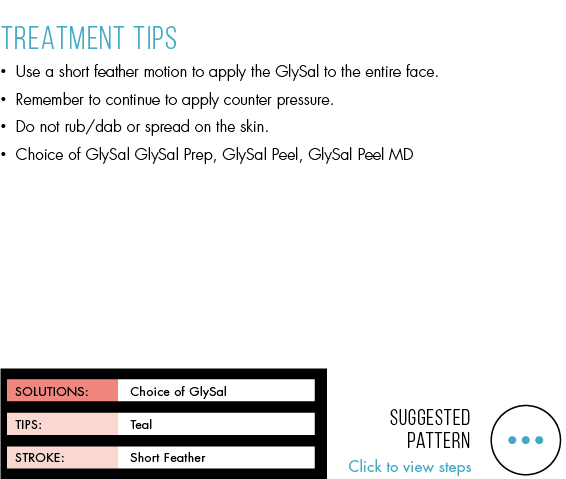 TREATMENT TIPS
• Use a short feather motion to apply the GlySal to the entire face.
• Remember to continue to apply counter pressure.
• Do not rub/dab or spread on the skin.
• Choice of GlySal GlySal Prep, GlySal Peel, GlySal Peel MD
SOLUTIONS: Choice of GlySal
TIPS: Teal
STROKE: Short Feather
SUGGESTED
PATTERN
Click to view steps